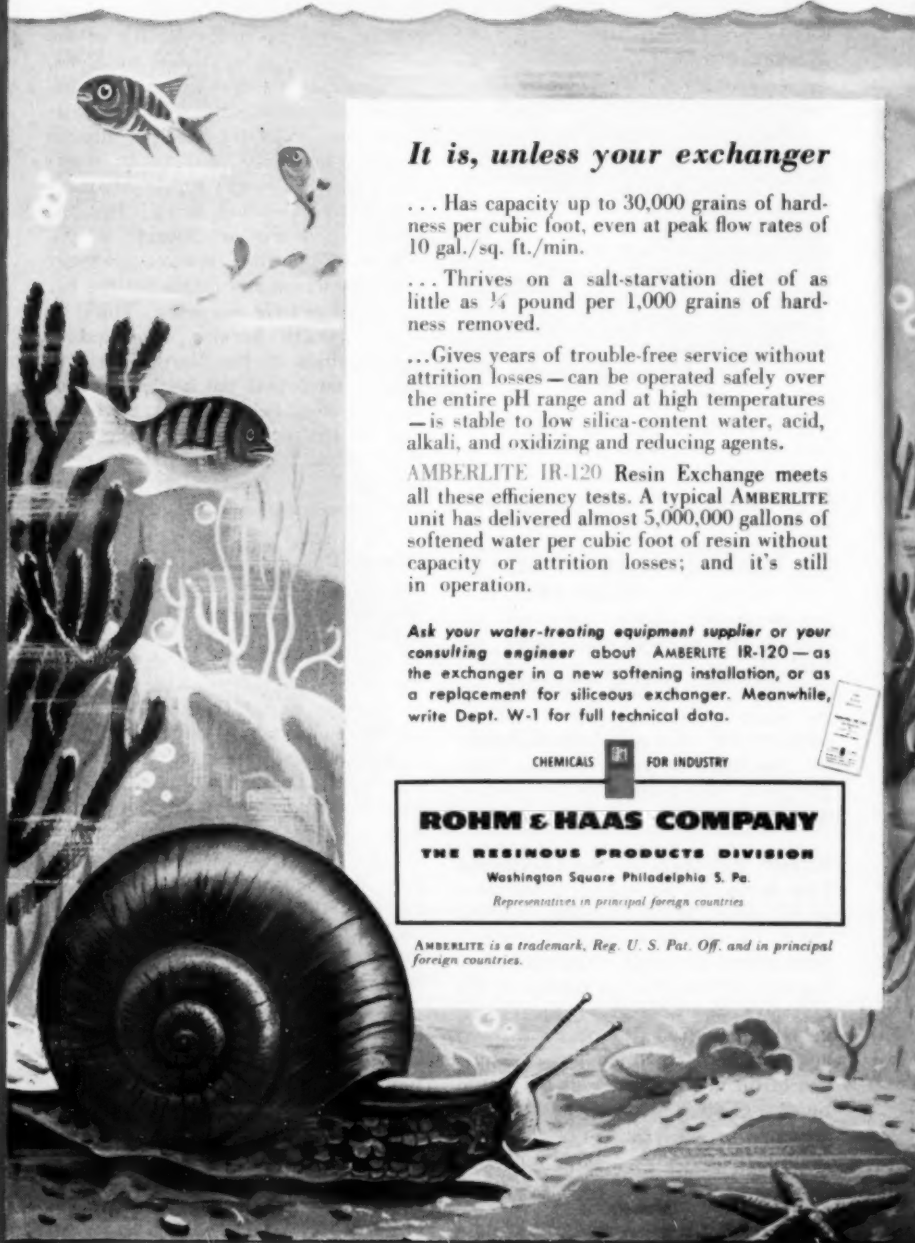 It is, unless your exchanger
. . . Has capacity up to 30,000 grains of hard-
ness per cubic foot, even at peak flow rates of
10 gal./sq. ft./min.
. . . Thrives on a salt-starvation diet of as
little as ¼ pound per 1,000 grains of hard-
ness removed.
...Gives years of trouble-free service without
attrition losses—can be operated safely over
the entire pH range and at high temperatures
—is stable to low silica-content water, acid,
alkali, and oxidizing and reducing agents.
AMBERLITE IR-120 Resin Exchange meets
all these efficiency tests. A typical AMBERLITE
unit has delivered almost 5,000,000 gallons of
softened water per cubic foot of resin without
capacity or attrition losses; and it's still
in operation.
Ask your water-treating equipment supplier or your
consulting engineer about AMBERLITE IR-120—as
the exchanger in a new softening installation, or as
a replacement for siliceous exchanger. Meanwhile,
write Dept. W-1 for full technical data.
CHEMICALS FOR INDUSTRY
ROHM & HAAS COMPANY
THE RESINOUS PRODUCTS DIVISION
Washington Square Philadelphia 5, Pa.
Representatives in principal foreign countries
AMBERLITE is a trademark, Reg. U. S. Pat. Off. and in principal
foreign countries.